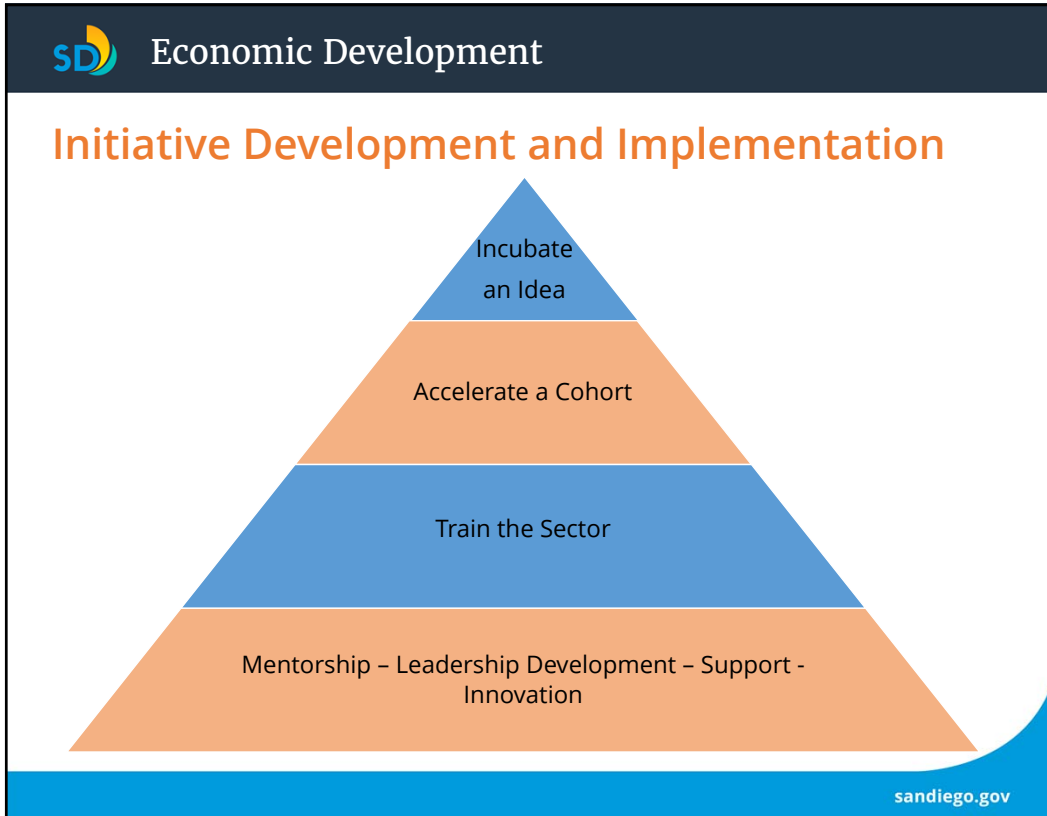 SD
Economic Development
Initiative Development and Implementation
Incubate
an Idea
Accelerate a Cohort
Train the Sector
Mentorship – Leadership Development – Support -
Innovation
sandiego.gov